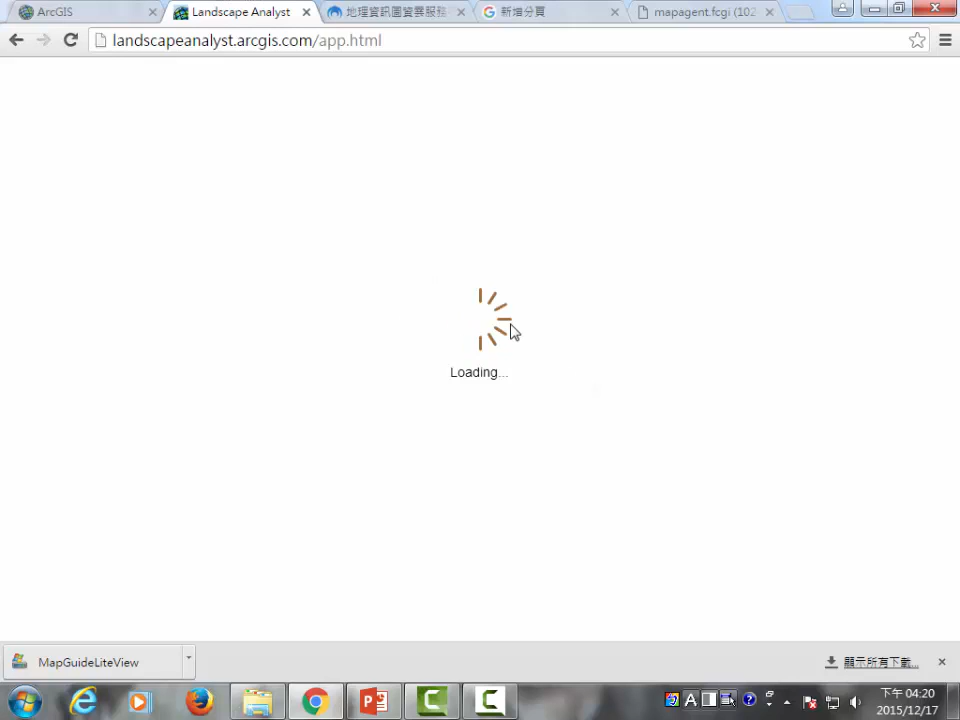 ArcGIS
Landscape Analyst
地理資訊圖資雲服務
新增分頁
mapagent.fcgi (102
landscapeanalyst.arcgis.com/app.html
Loading...
MapGuideLiteView
顯示所有下載...
下午 04:20
2015/12/17